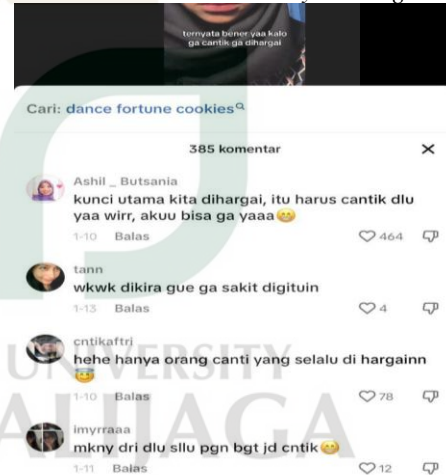 ternyata bener yaa kalo
ga cantik ga dihargai
Cari: dance fortune cookies
385 komentar
Ashil _ Butsania
kunci utama kita dihargai, itu harus cantik dlu
yaa wirr, akuu bisa ga yaaa😁
1-10 Balas 464
tann
wkwk dikira gue ga sakit digituin
1-13 Balas 4
cntikaftri
hehe hanya orang canti yang selalu di hargainn
😇
1-10 Balas 78
imyrraaa
mkny dri dlu sllu pgn bgt jd cntik😁
1-11 Balas 12
UNIVERSITY